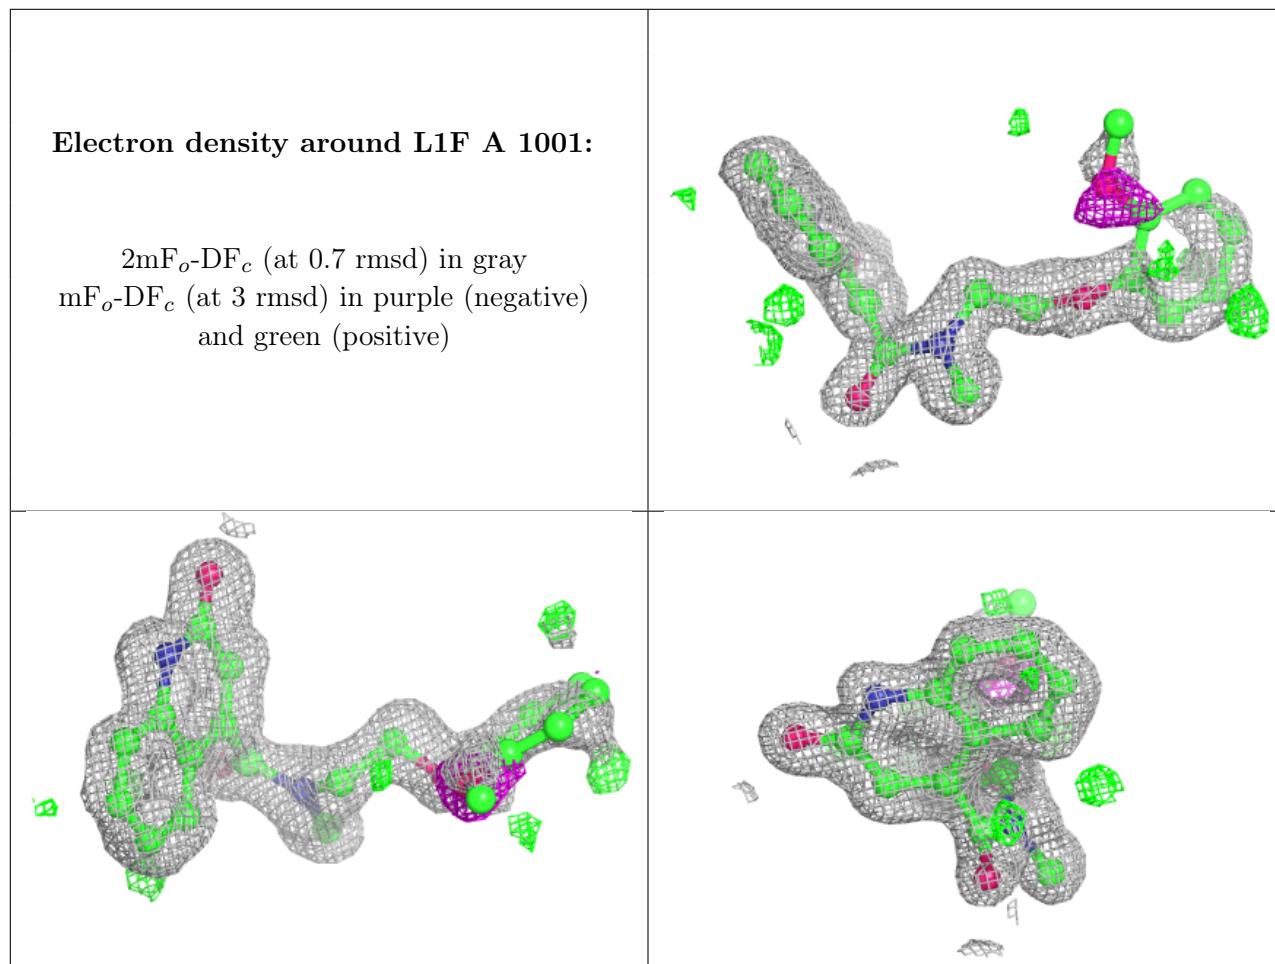 Electron density around L1F A 1001:
2mFo-DFc (at 0.7 rmsd) in gray
mFo-DFc (at 3 rmsd) in purple (negative)
and green (positive)